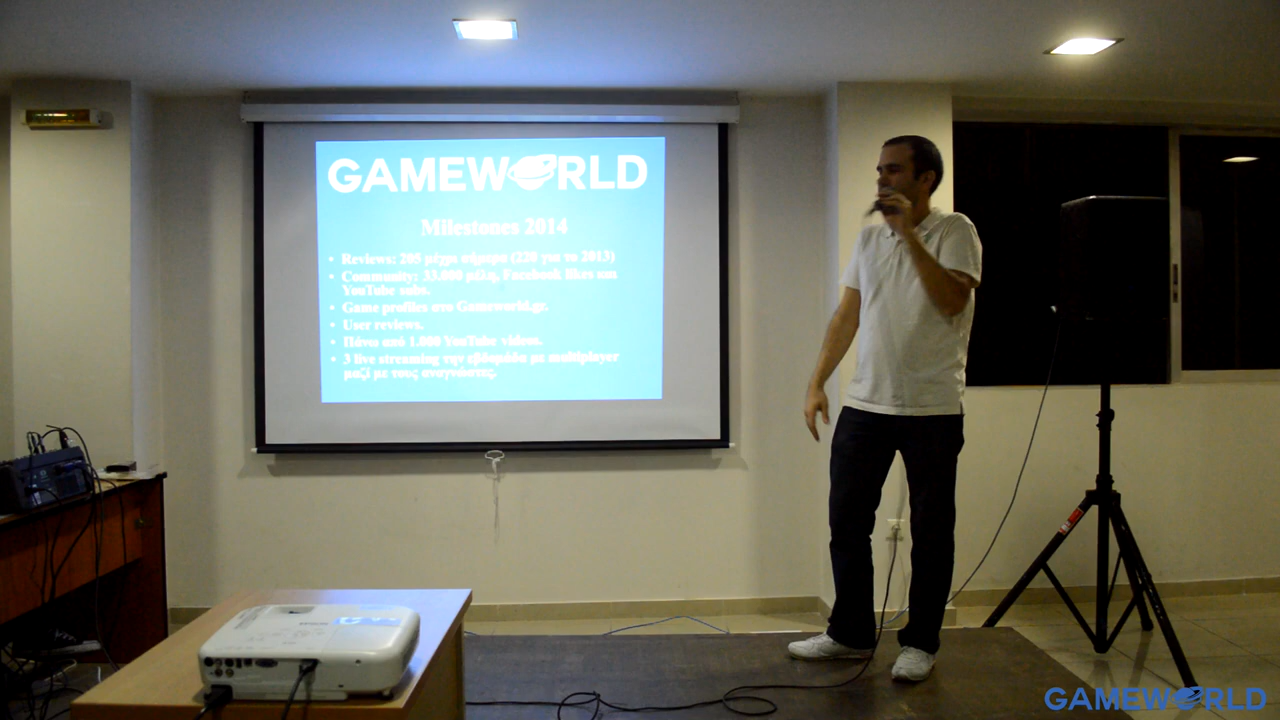 GAMEWORLD
Milestones 2014
• Reviews: 205 μέχρι σήμερα (220 για το 2013)
• Community: 33.000 μέλη, Facebook likes και
YouTube subs.
• Game profiles στο Gameworld.gr.
• User reviews.
• Πάνω από 1.000 YouTube videos.
• 3 live streaming την εβδομάδα με multiplayer
μαζί με τους αναγνώστες.
GAMEWORLD